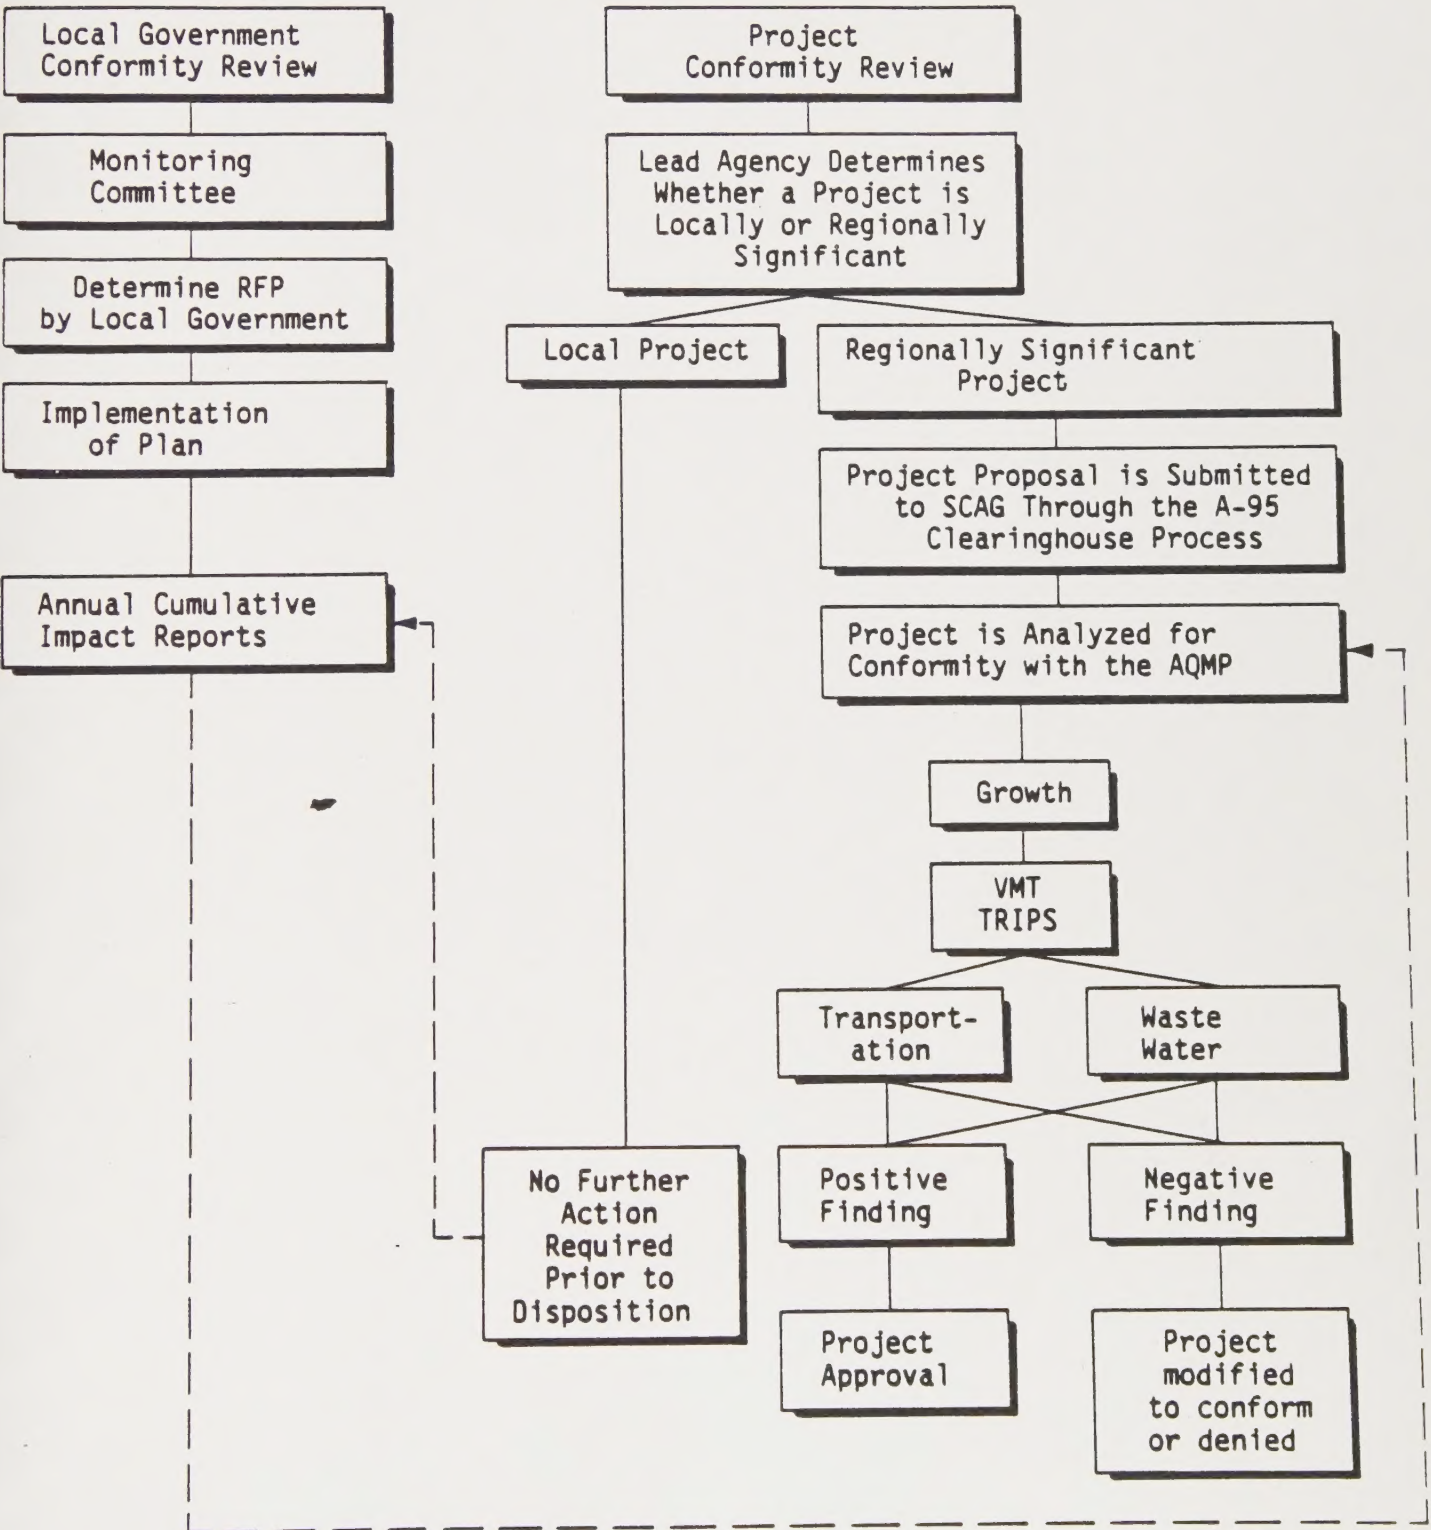 Local Government
Conformity Review
Monitoring
Committee
Determine RFP
by Local Government
Implementation
of Plan
Annual Cumulative
Impact Reports
Project
Conformity Review
Lead Agency Determines
Whether a Project is
Locally or Regionally
Significant
Local Project
No Further
Action
Required
Prior to
Disposition
Regionally Significant
Project
Project Proposal is Submitted
to SCAG Through the A-95
Clearinghouse Process
Project is Analyzed for
Conformity with the AQMP
Growth
VMT
TRIPS
Transport-
ation
Waste
Water
Positive
Finding
Negative
Finding
Project
Approval
Project
modified
to conform
or denied